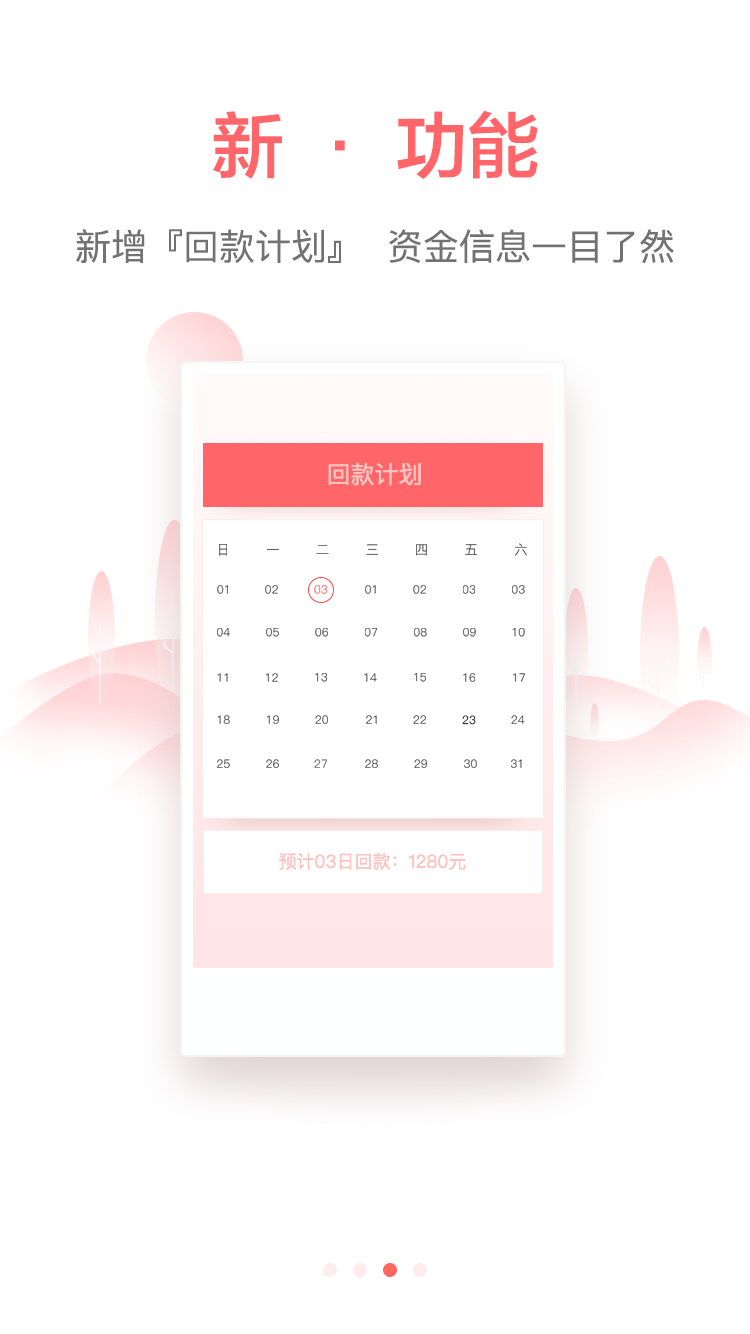 新 · 功能
新增『回款计划』 资金信息一目了然
回款计划
日 一 二 三 四 五 六
01 02 03 01 02 03 03
04 05 06 07 08 09 10
11 12 13 14 15 16 17
18 19 20 21 22 23 24
25 26 27 28 29 30 31
预计03日回款：1280元